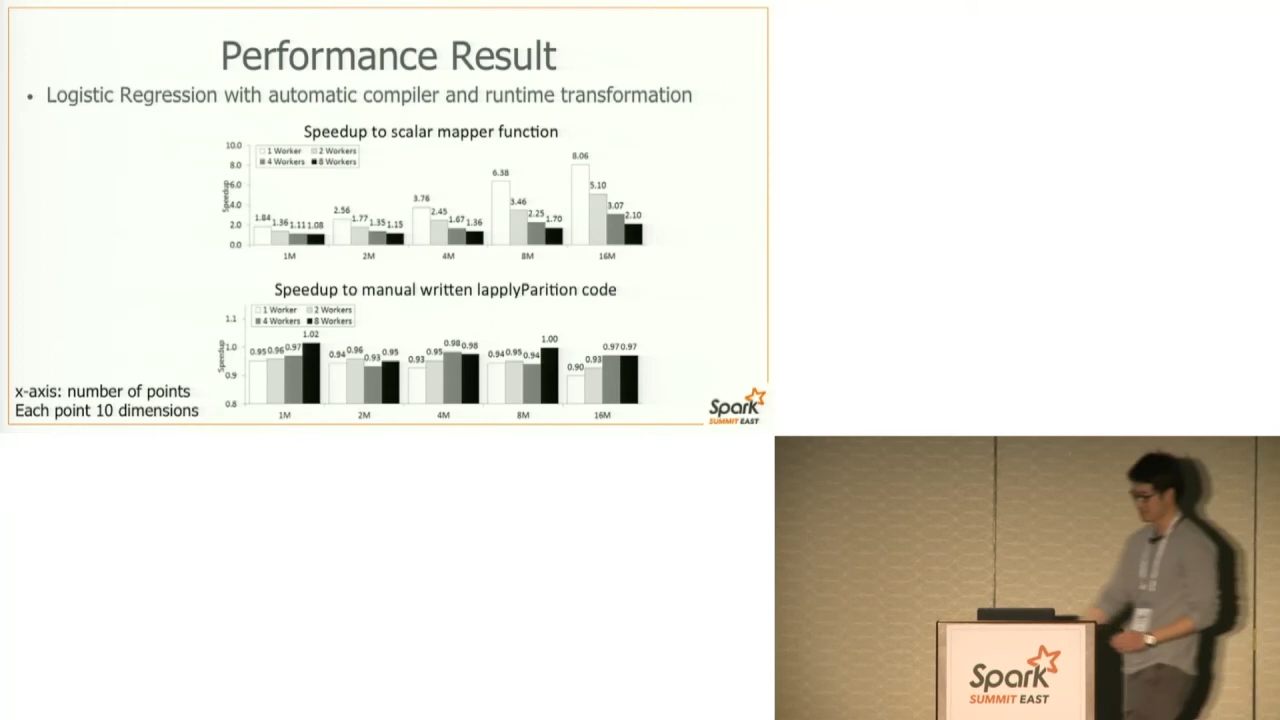 Performance Result
• Logistic Regression with automatic compiler and runtime transformation
Speedup to scalar mapper function
1 Worker 2 Workers
4 Workers 8 Workers
Speedup
10.0
8.0
6.0
4.0
2.0
0.0
1.84 1.36 1.11 1.08
2.56 1.77 1.35 1.15
3.76 2.45 1.67 1.36
6.38 3.46 2.25 1.70
8.06 5.10 3.07 2.10
1M 2M 4M 8M 16M
Speedup to manual written lapplyParition code
1 Worker 2 Workers
4 Workers 8 Workers
Speedup
1.1
1.0
0.9
0.8
0.95 0.96 0.97 1.02
0.94 0.96 0.93 0.95
0.93 0.95 0.98 0.98
0.94 0.95 0.94 1.00
0.90 0.93 0.97 0.97
1M 2M 4M 8M 16M
x-axis: number of points
Each point 10 dimensions
Spark
SUMMIT EAST
Spark
SUMMIT EAST